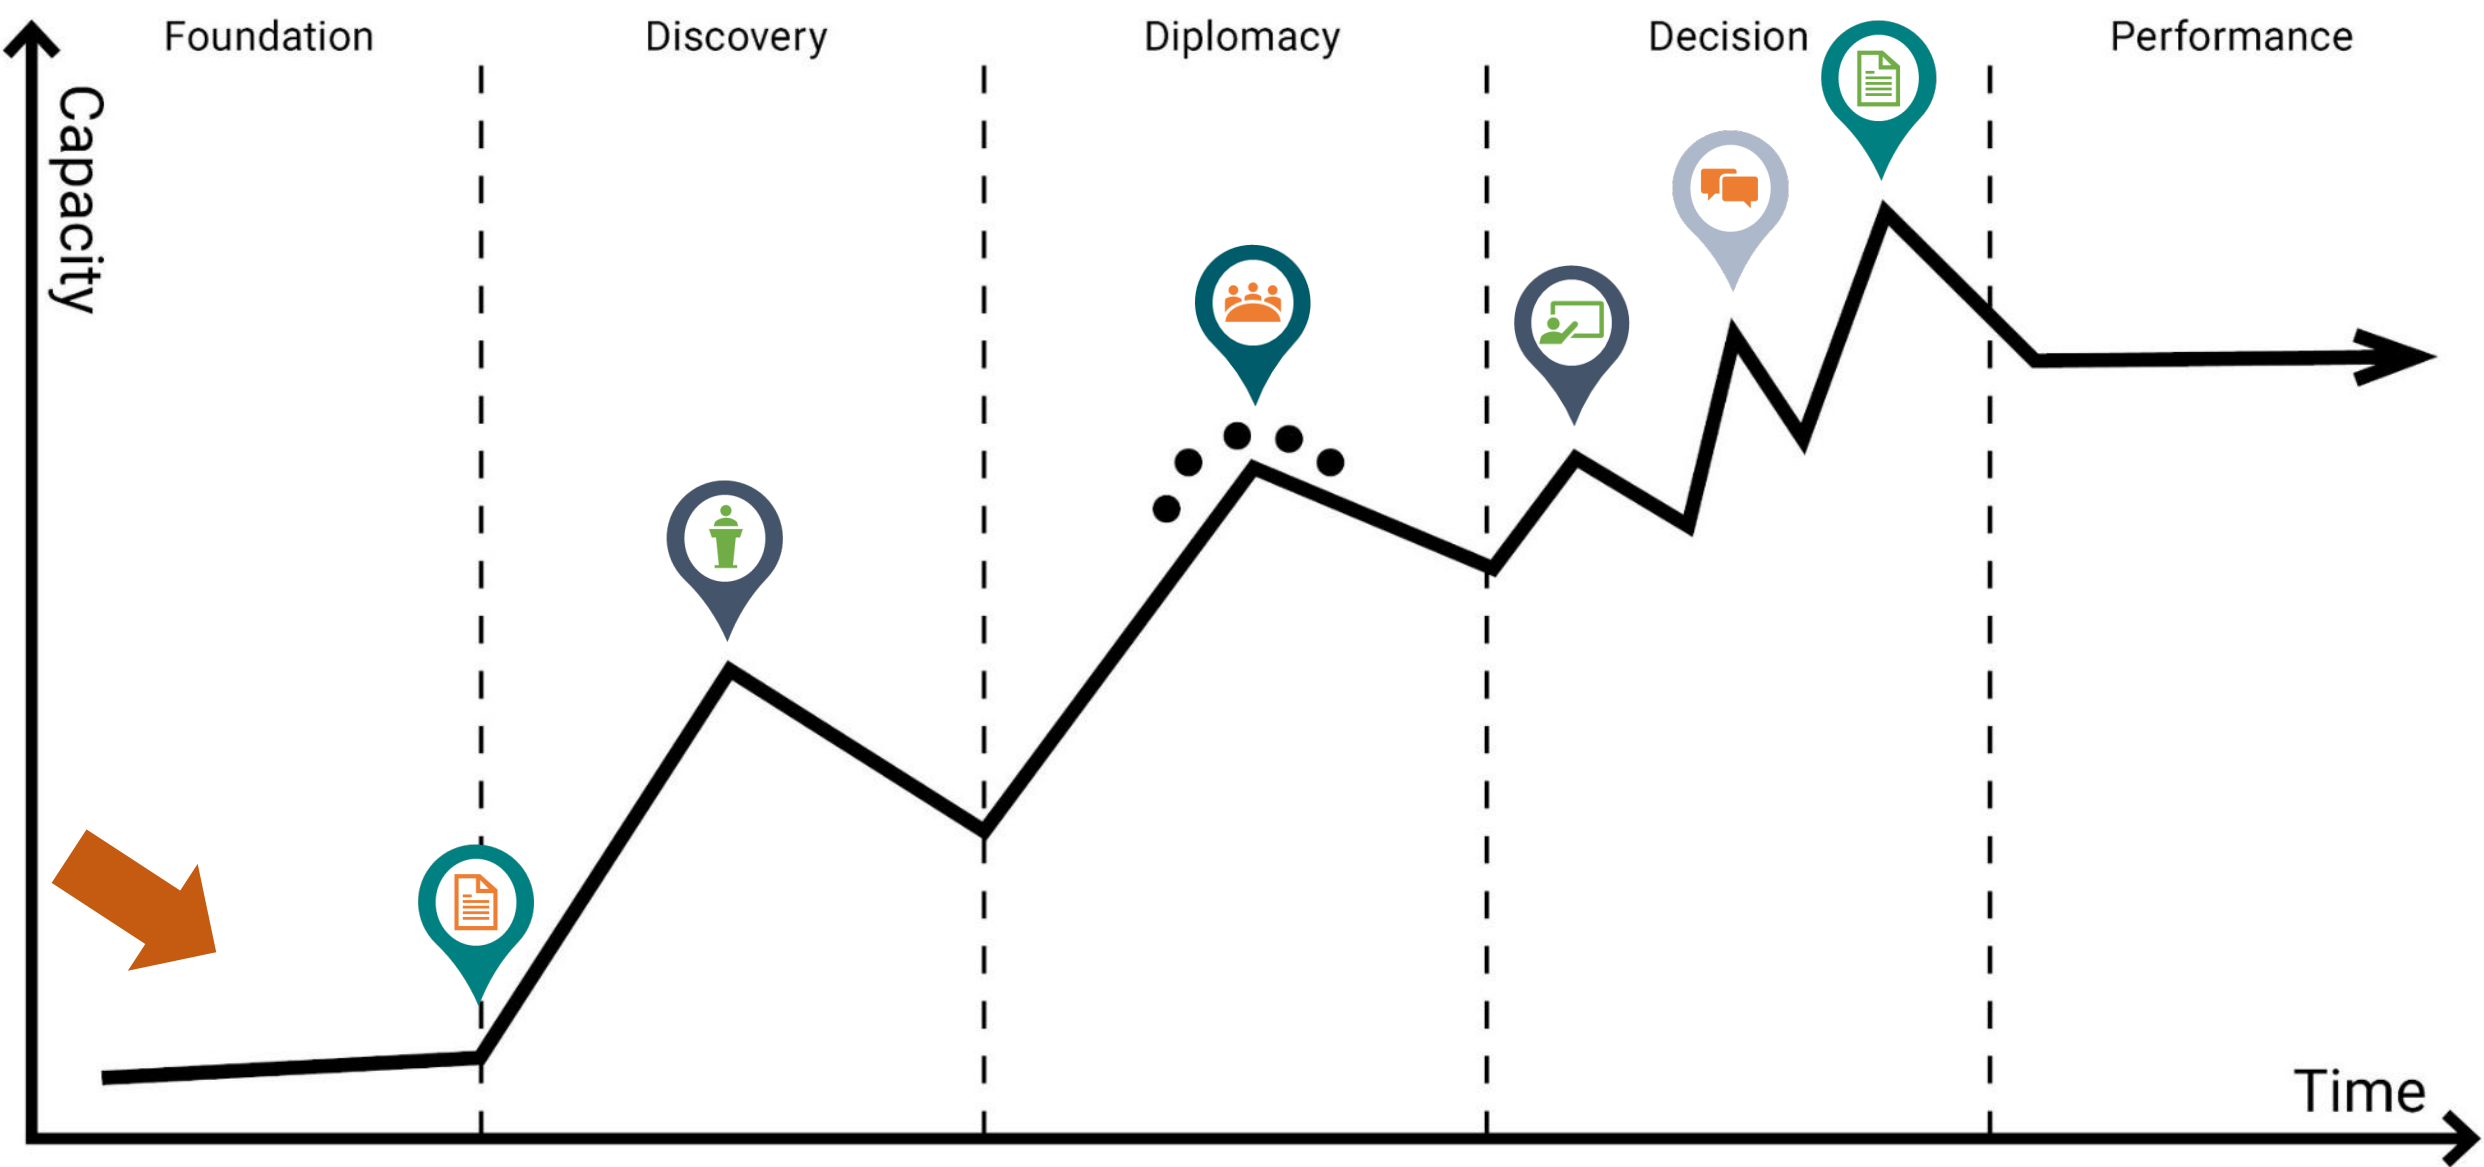 Foundation
Discovery
Diplomacy
Decision
Performance
Capacity
Time